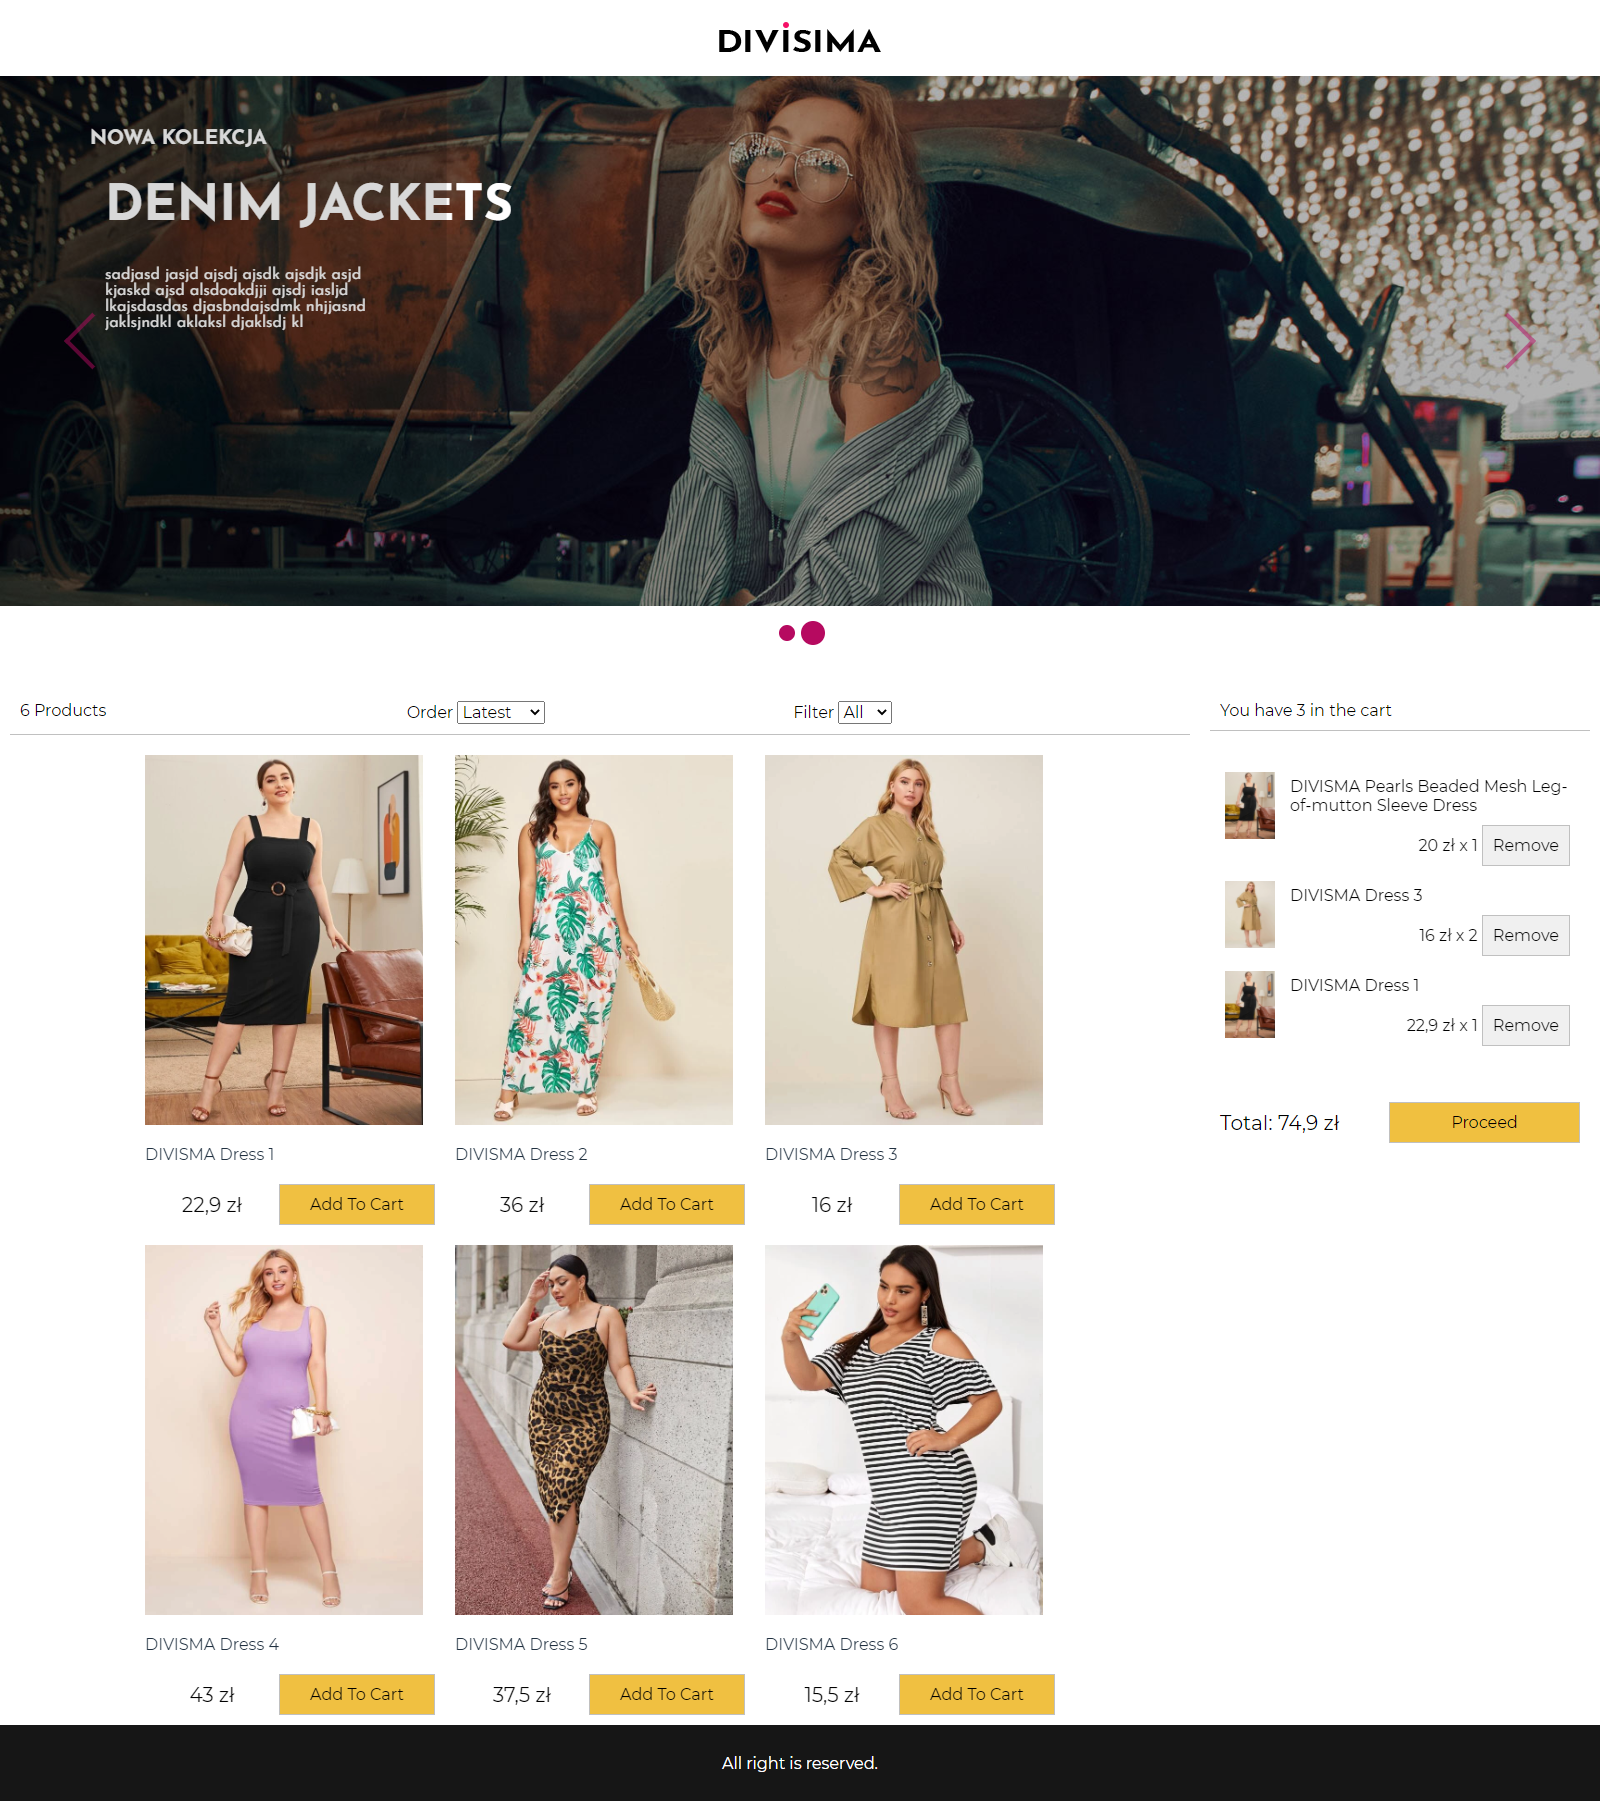 DIVISIMA
NOWA KOLEKCJA
DENIM JACKETS
sadjasd jasjd ajsdj ajsdk ajsdjk asjd
kjaskd ajsd alsdoakdjji ajsdj iasljd
lkajsdasdas djasbndajsdmk nhjjasnd
jaklsjndkl aklaksl djaklsdj kl
6 Products
Order Latest
Filter All
You have 3 in the cart
DIVISMA Pearls Beaded Mesh Leg-
of-mutton Sleeve Dress
20 zł x 1 Remove
DIVISMA Dress 3
16 zł x 2 Remove
DIVISMA Dress 1
22,9 zł x 1 Remove
Total: 74,9 zł Proceed
DIVISMA Dress 1
22,9 zł Add To Cart
DIVISMA Dress 2
36 zł Add To Cart
DIVISMA Dress 3
16 zł Add To Cart
DIVISMA Dress 4
43 zł Add To Cart
DIVISMA Dress 5
37,5 zł Add To Cart
DIVISMA Dress 6
15,5 zł Add To Cart
All right is reserved.